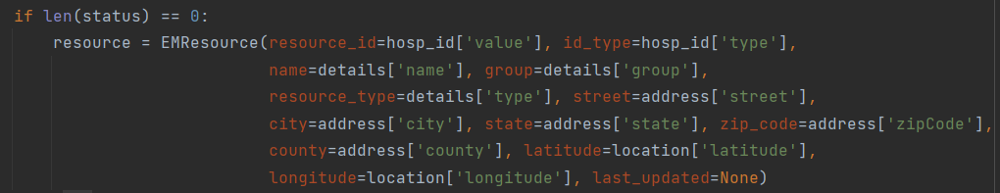 if len(status) == 0:
    resource = EMResource(resource_id=hosp_id['value'], id_type=hosp_id['type'],
                          name=details['name'], group=details['group'],
                          resource_type=details['type'], street=address['street'],
                          city=address['city'], state=address['state'], zip_code=address['zipCode'],
                          county=address['county'], latitude=location['latitude'],
                          longitude=location['longitude'], last_updated=None)